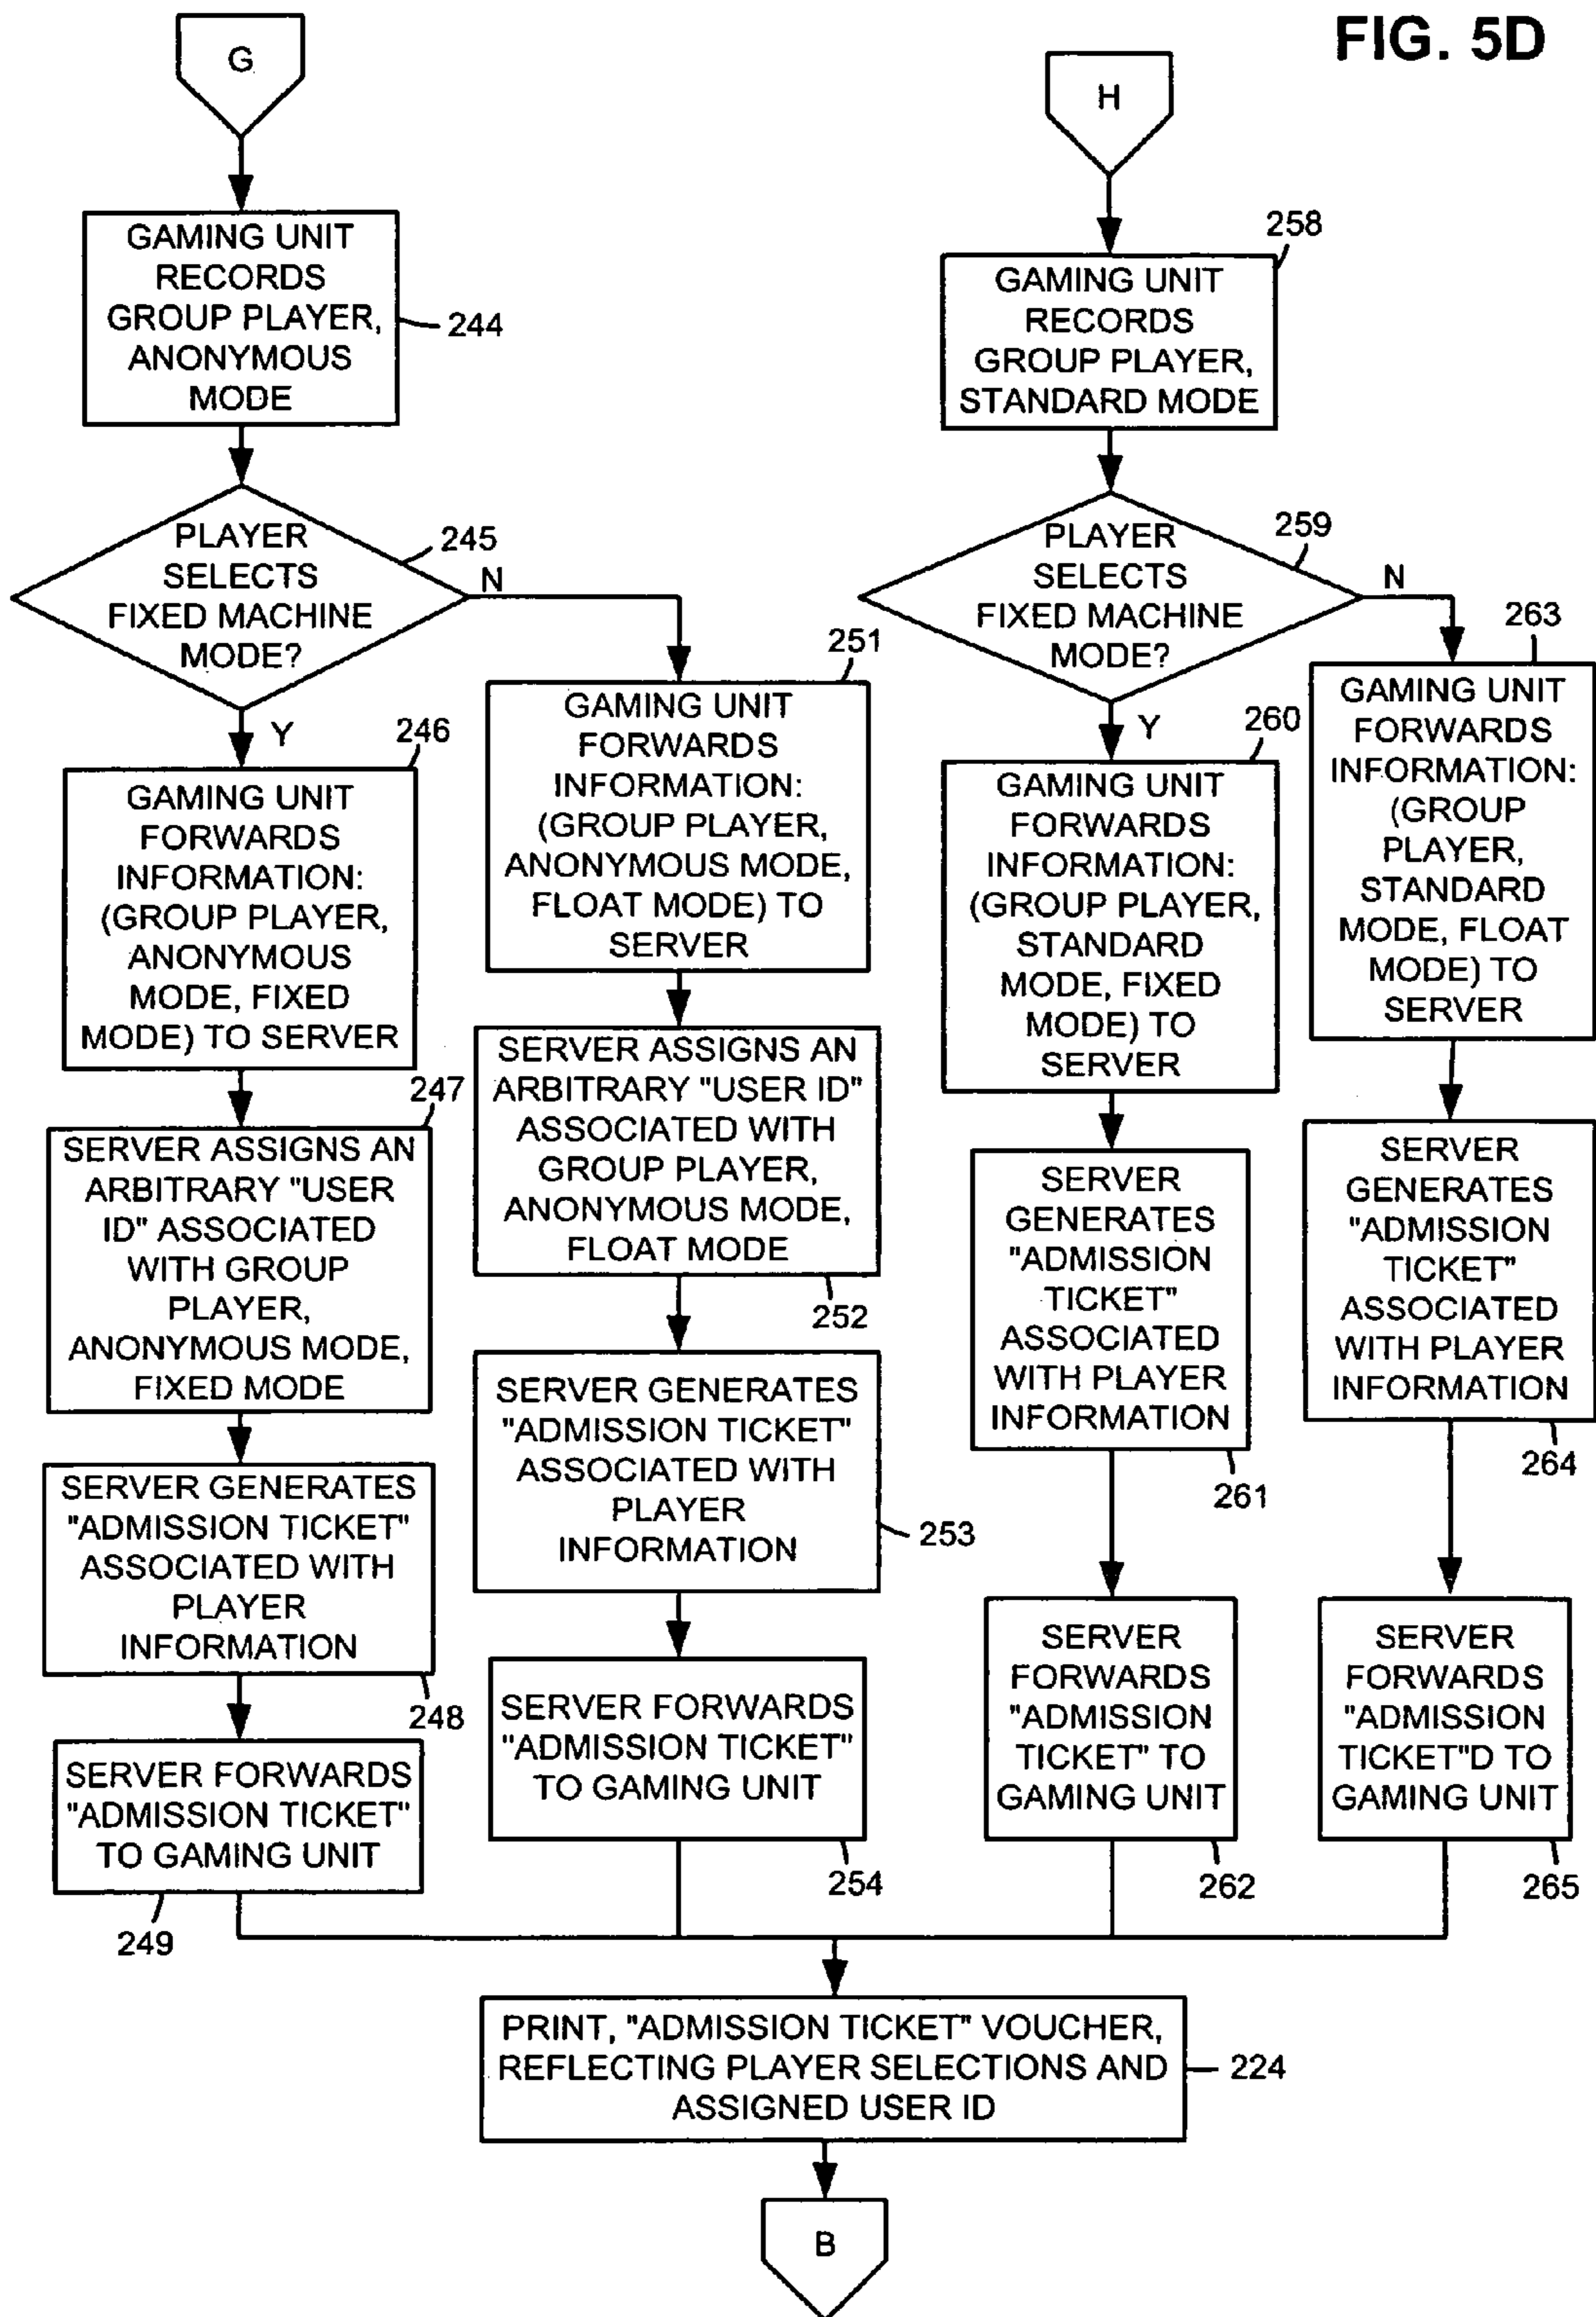 FIG. 5D
G
GAMING UNIT
RECORDS
GROUP PLAYER,
ANONYMOUS
MODE
244
PLAYER
SELECTS
FIXED MACHINE
MODE?
245
N
Y
246
GAMING UNIT
FORWARDS
INFORMATION:
(GROUP PLAYER,
ANONYMOUS
MODE, FIXED
MODE) TO SERVER
247
SERVER ASSIGNS AN
ARBITRARY "USER
ID" ASSOCIATED
WITH GROUP
PLAYER,
ANONYMOUS MODE,
FIXED MODE
SERVER GENERATES
"ADMISSION TICKET"
ASSOCIATED WITH
PLAYER
INFORMATION
248
SERVER FORWARDS
"ADMISSION TICKET"
TO GAMING UNIT
249
251
GAMING UNIT
FORWARDS
INFORMATION:
(GROUP PLAYER,
ANONYMOUS MODE,
FLOAT MODE) TO
SERVER
SERVER ASSIGNS AN
ARBITRARY "USER ID"
ASSOCIATED WITH
GROUP PLAYER,
ANONYMOUS MODE,
FLOAT MODE
252
SERVER GENERATES
"ADMISSION TICKET"
ASSOCIATED WITH
PLAYER
INFORMATION
253
SERVER FORWARDS
"ADMISSION TICKET"
TO GAMING UNIT
254
H
258
GAMING UNIT
RECORDS
GROUP PLAYER,
STANDARD MODE
PLAYER
SELECTS
FIXED MACHINE
MODE?
259
N
Y
260
GAMING UNIT
FORWARDS
INFORMATION:
(GROUP PLAYER,
STANDARD
MODE, FIXED
MODE) TO
SERVER
SERVER
GENERATES
"ADMISSION
TICKET"
ASSOCIATED
WITH PLAYER
INFORMATION
261
SERVER
FORWARDS
"ADMISSION
TICKET" TO
GAMING UNIT
262
263
GAMING UNIT
FORWARDS
INFORMATION:
(GROUP
PLAYER,
STANDARD
MODE, FLOAT
MODE) TO
SERVER
SERVER
GENERATES
"ADMISSION
TICKET"
ASSOCIATED
WITH PLAYER
INFORMATION
264
SERVER
FORWARDS
"ADMISSION
TICKET"D TO
GAMING UNIT
265
PRINT, "ADMISSION TICKET" VOUCHER,
REFLECTING PLAYER SELECTIONS AND
ASSIGNED USER ID
224
B